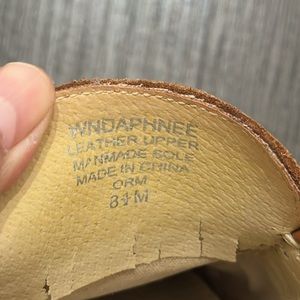 WNDAPHNEE
LEATHER UPPER
MANMADE SOLE
MADE IN CHINA
ORM
8½M